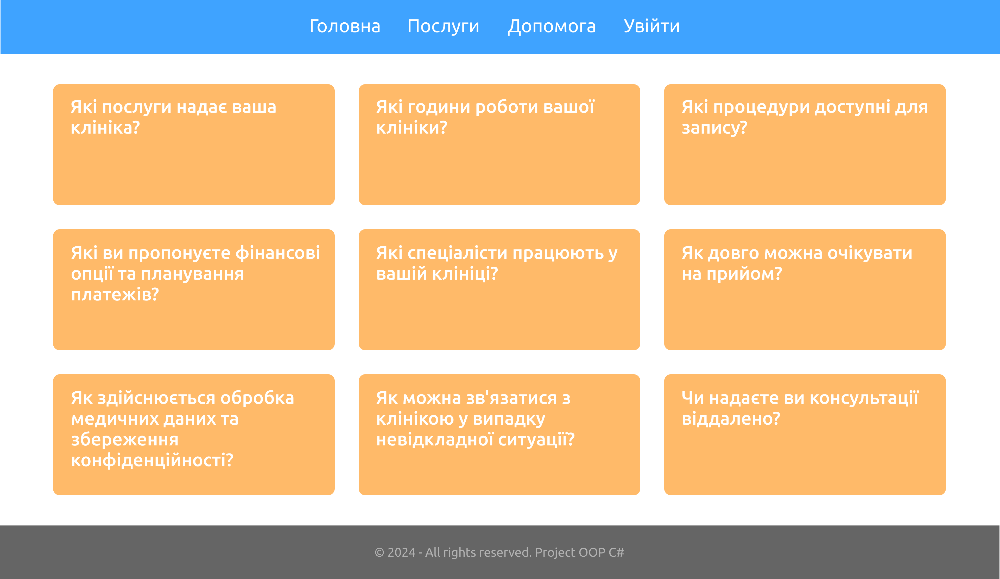 Головна Послуги Допомога Увійти
Які послуги надає ваша
клініка?
Які години роботи вашої
клініки?
Які процедури доступні для
запису?
Які ви пропонуєте фінансові
опції та планування
платежів?
Які спеціалісти працюють у
вашій клініці?
Як довго можна очікувати
на прийом?
Як здійснюється обробка
медичних даних та
збереження
конфіденційності?
Як можна зв'язатися з
клінікою у випадку
невідкладної ситуації?
Чи надаєте ви консультації
віддалено?
© 2024 - All rights reserved. Project OOP C#